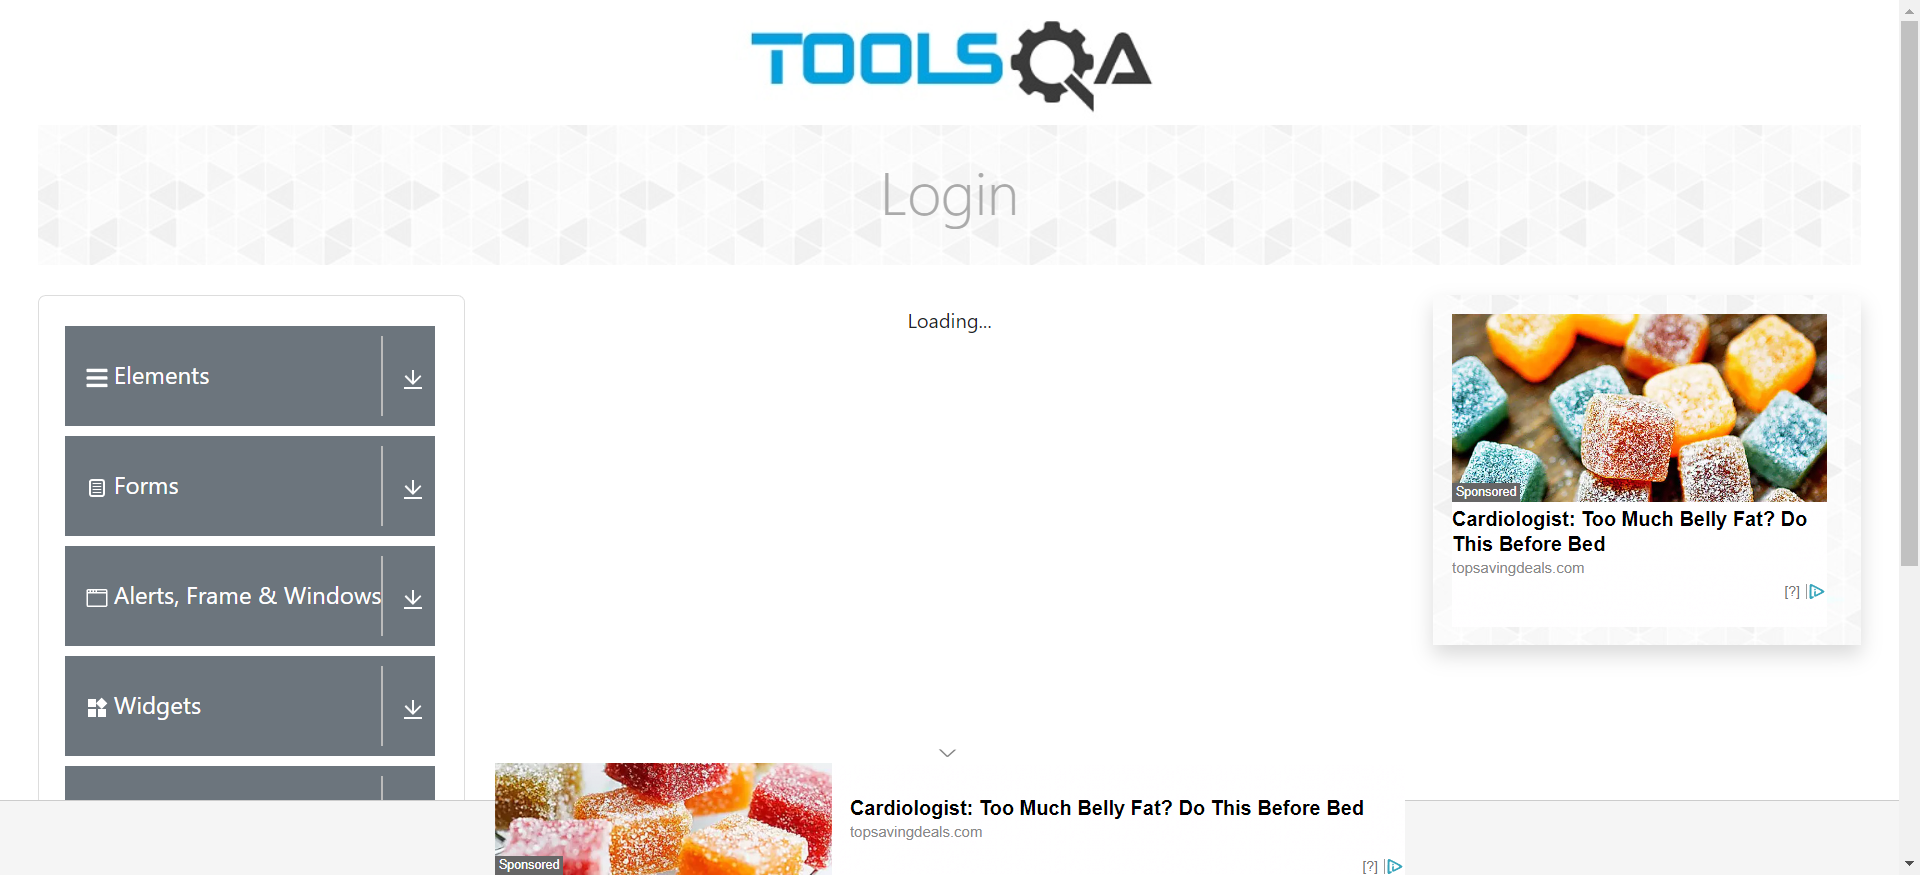 TOOLSQA
Login
Elements
Forms
Alerts, Frame & Windows
Widgets
Loading...
Sponsored
Cardiologist: Too Much Belly Fat? Do
This Before Bed
topsavingdeals.com
[?]
Sponsored
Cardiologist: Too Much Belly Fat? Do This Before Bed
topsavingdeals.com
[?]